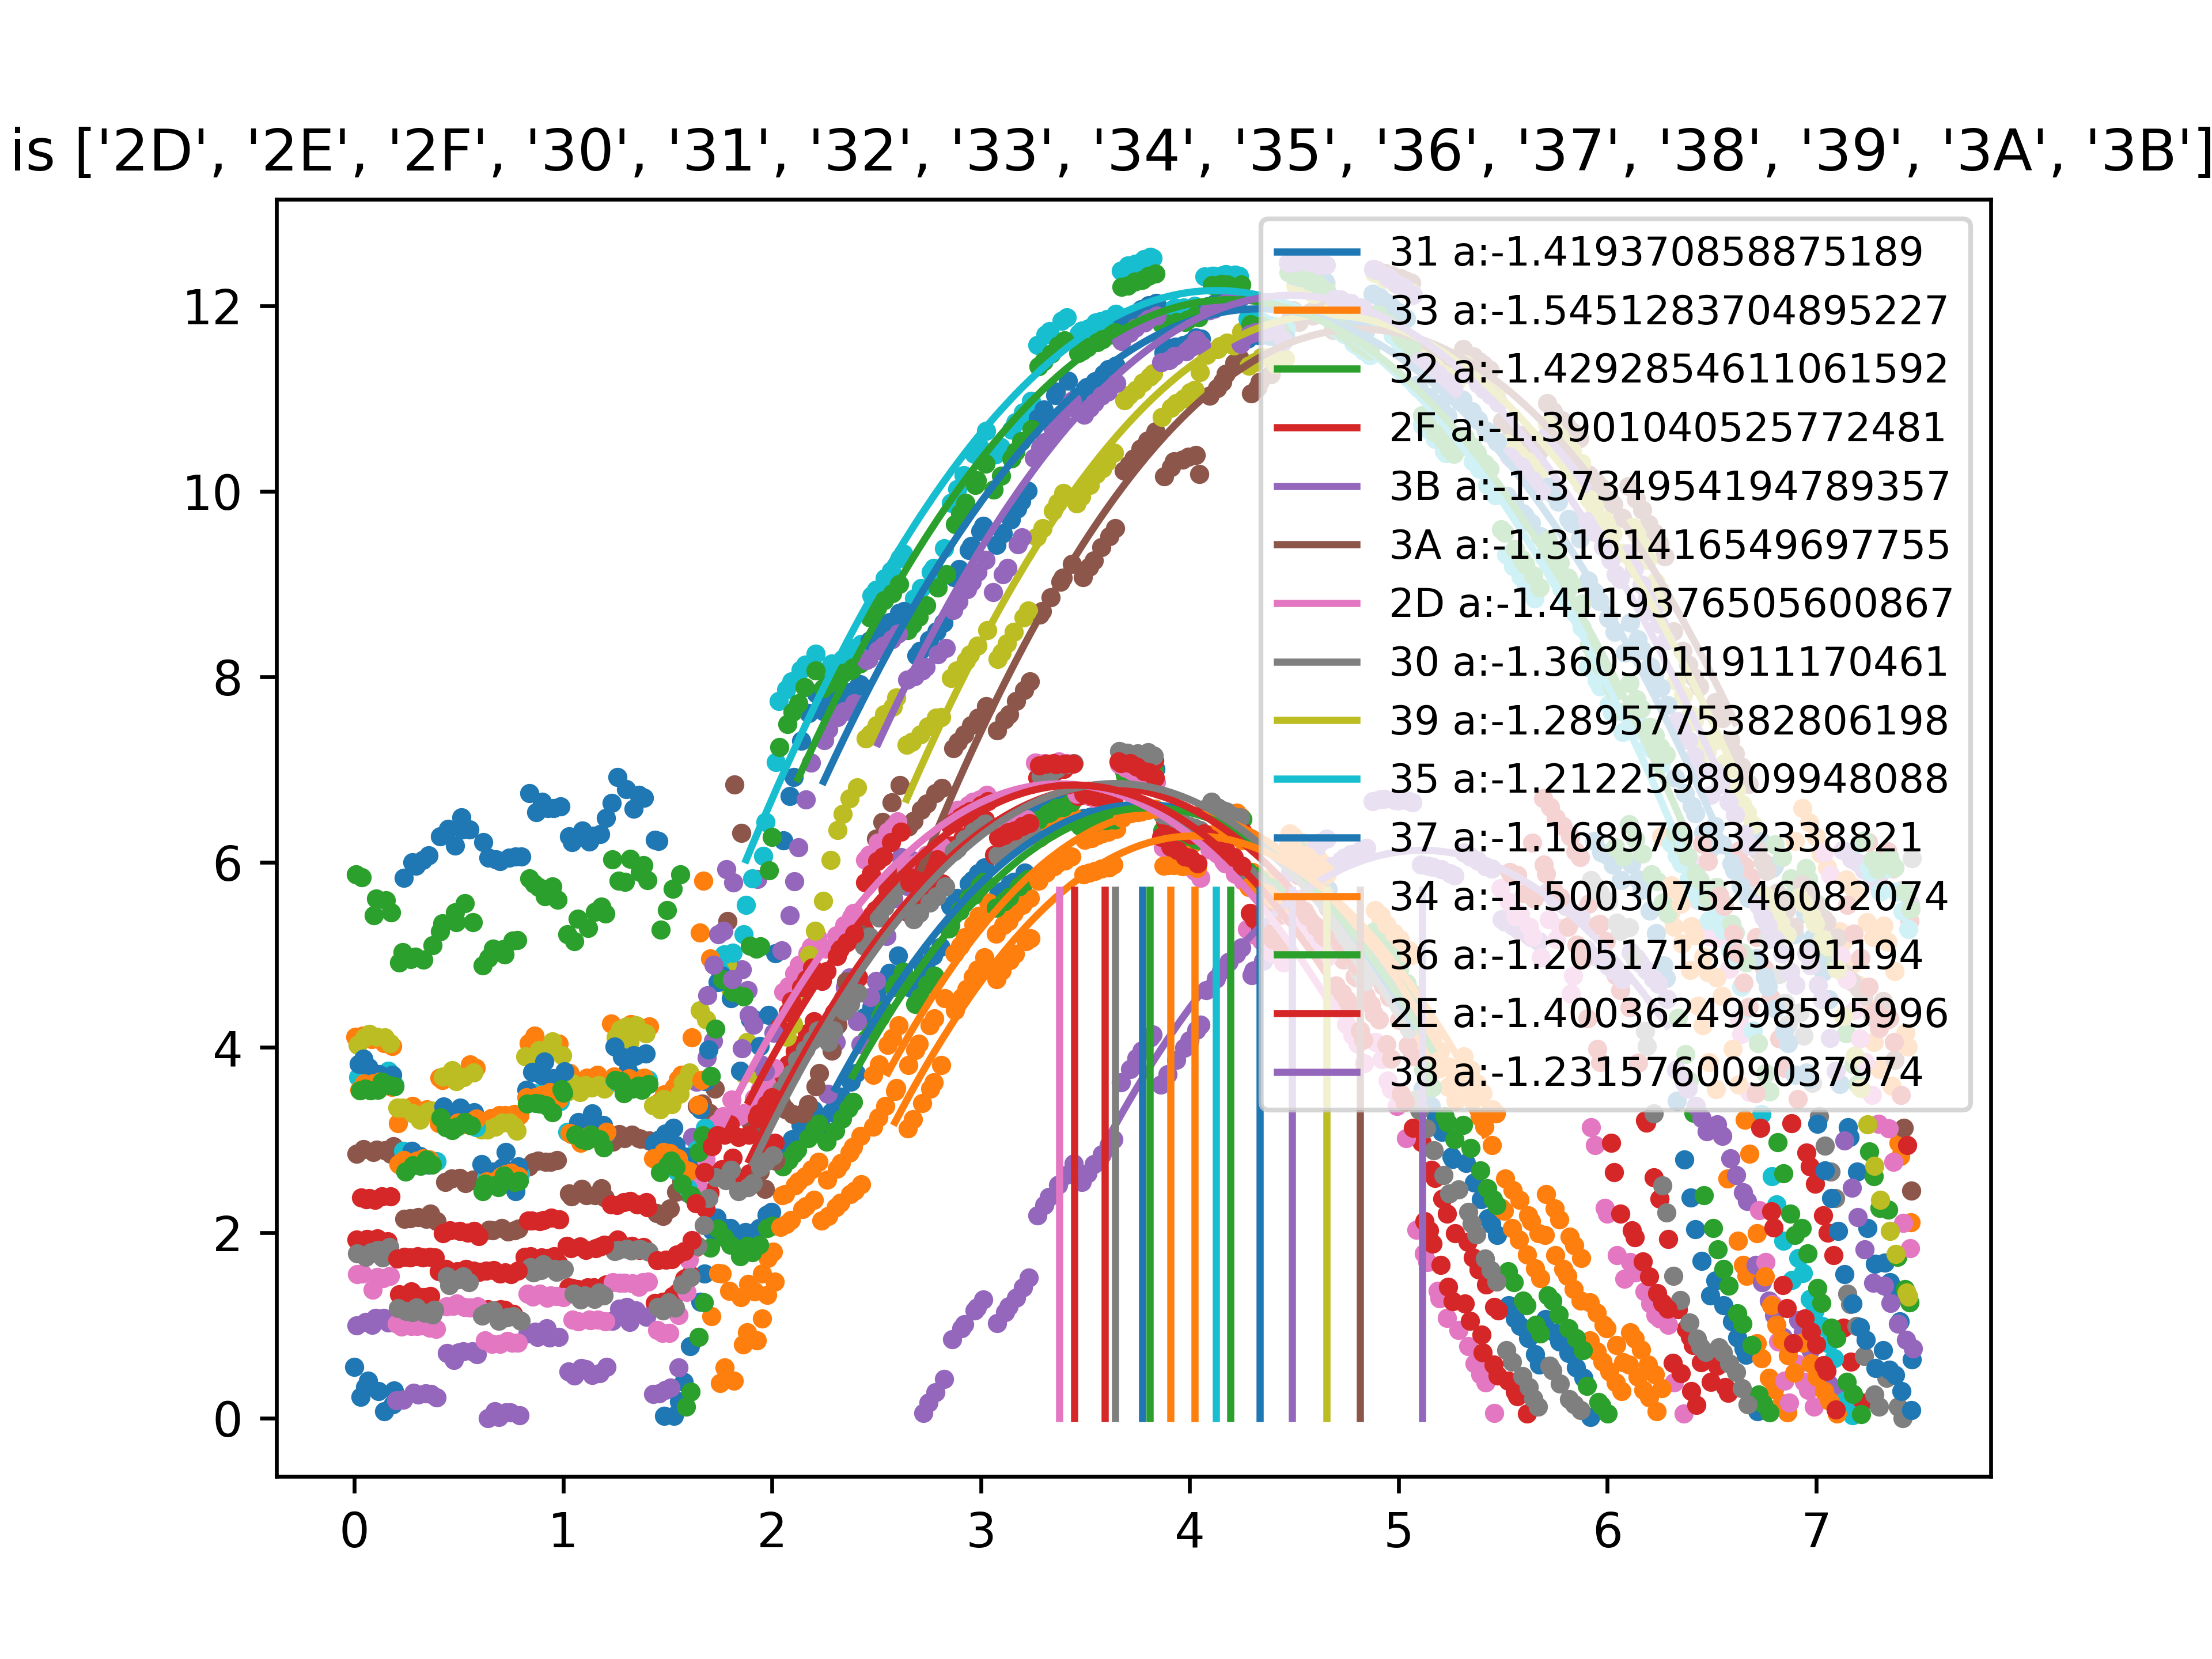 is ['2D', '2E', '2F', '30', '31', '32', '33', '34', '35', '36', '37', '38', '39', '3A', '3B']
31 a:-1.419370858875189
33 a:-1.5451283704895227
32 a:-1.4292854611061592
2F a:-1.3901040525772481
3B a:-1.3734954194789357
3A a:-1.3161416549697755
2D a:-1.4119376505600867
30 a:-1.3605011911170461
39 a:-1.2895775382806198
35 a:-1.2122598909948088
37 a:-1.168979832338821
34 a:-1.5003075246082074
36 a:-1.205171863991194
2E a:-1.4003624998595996
38 a:-1.231576009037974
12
10
8
6
4
2
0
0 1 2 3 4 5 6 7